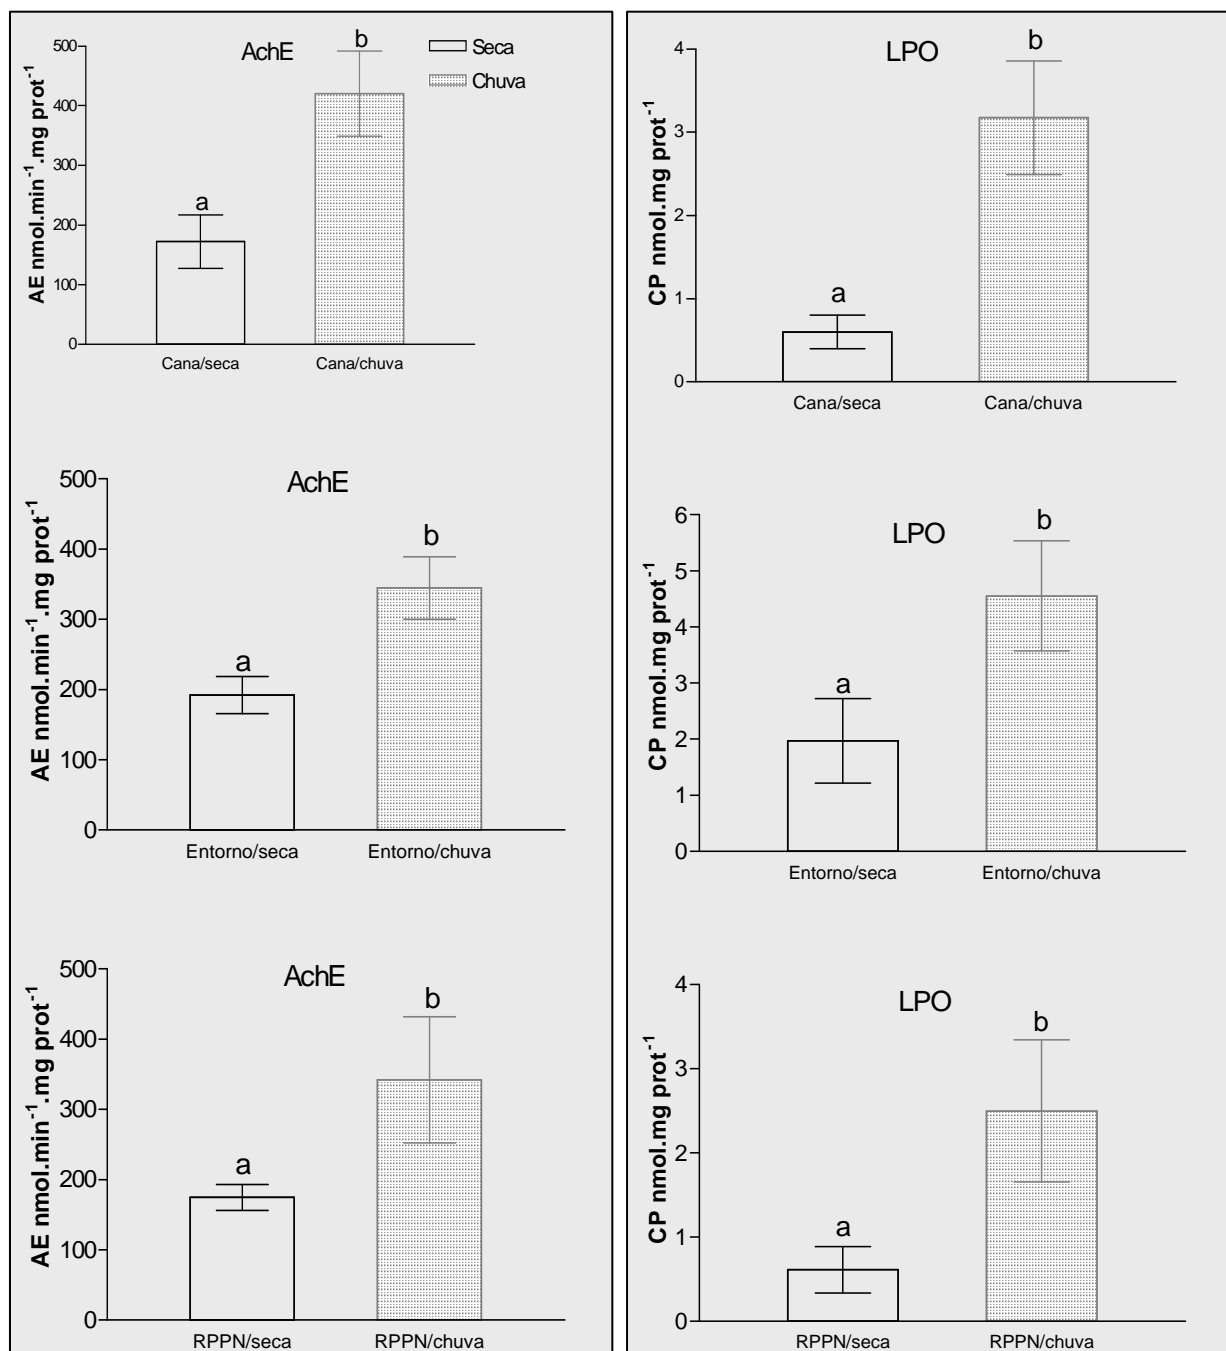 AchE
Seca
Chuva
AE nmol.min⁻¹.mg prot⁻¹
500
400
300
200
100
0
a
b
Cana/seca
Cana/chuva
LPO
CP nmol.mg prot⁻¹
4
3
2
1
0
a
b
Cana/seca
Cana/chuva
AchE
AE nmol.min⁻¹.mg prot⁻¹
500
400
300
200
100
0
a
b
Entorno/seca
Entorno/chuva
LPO
CP nmol.mg prot⁻¹
6
5
4
3
2
1
0
a
b
Entorno/seca
Entorno/chuva
AchE
AE nmol.min⁻¹.mg prot⁻¹
500
400
300
200
100
0
a
b
RPPN/seca
RPPN/chuva
LPO
CP nmol.mg prot⁻¹
4
3
2
1
0
a
b
RPPN/seca
RPPN/chuva